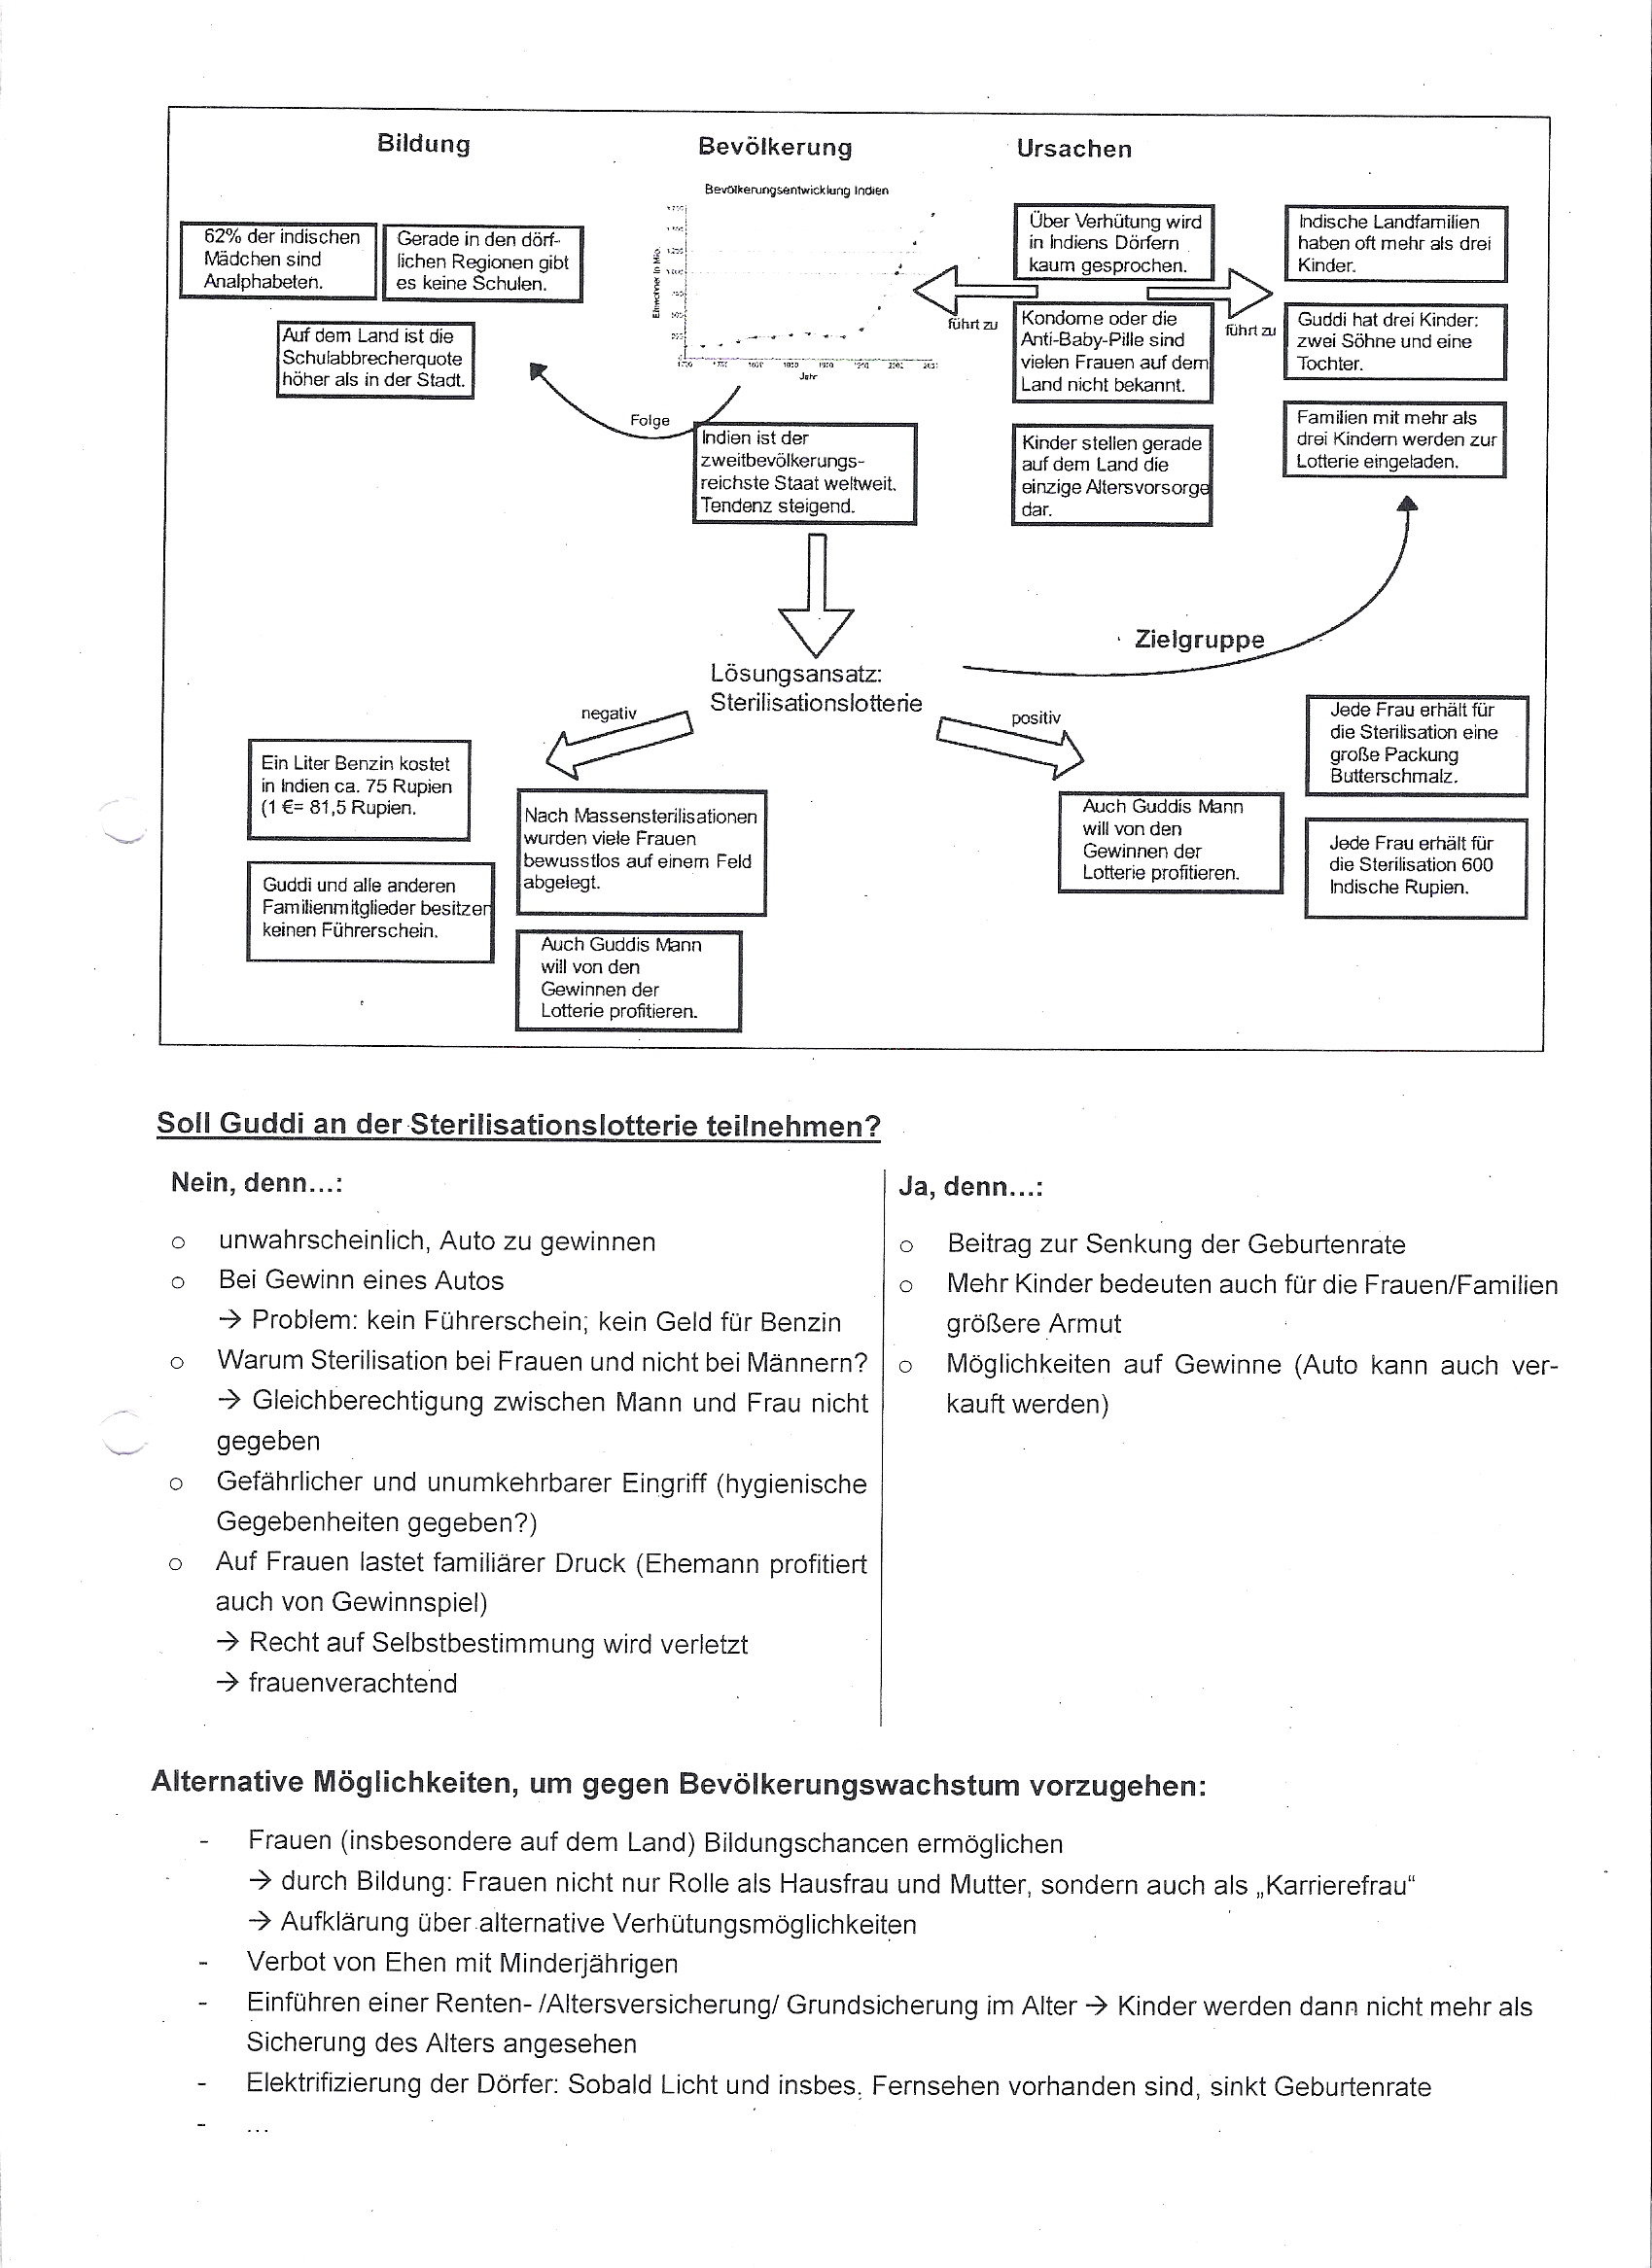 Bildung
Bevölkerung
Ursachen
Bevölkerungsentwicklung Indien
Einwohner in Mio.
Jahr
62% der indischen
Mädchen sind
Analphabeten.
Gerade in den dörf-
lichen Regionen gibt
es keine Schulen.
Auf dem Land ist die
Schulabbrecherquote
höher als in der Stadt.
Folge
Indien ist der
zweitbevölkerungs-
reichste Staat weltweit.
Tendenz steigend.
führt zu
Über Verhütung wird
in Indiens Dörfern
kaum gesprochen.
Kondome oder die
Anti-Baby-Pille sind
vielen Frauen auf dem
Land nicht bekannt.
Kinder stellen gerade
auf dem Land die
einzige Altersvorsorge
dar.
führt zu
Indische Landfamilien
haben oft mehr als drei
Kinder.
Guddi hat drei Kinder:
zwei Söhne und eine
Tochter.
Familien mit mehr als
drei Kindern werden zur
Lotterie eingeladen.
Zielgruppe
Lösungsansatz:
Sterilisationslotterie
negativ
positiv
Ein Liter Benzin kostet
in Indien ca. 75 Rupien
(1 €= 81,5 Rupien.
Guddi und alle anderen
Familienmitglieder besitzen
keinen Führerschein.
Nach Massensterilisationen
wurden viele Frauen
bewusstlos auf einem Feld
abgelegt.
Auch Guddis Mann
will von den
Gewinnen der
Lotterie profitieren.
Auch Guddis Mann
will von den
Gewinnen der
Lotterie profitieren.
Jede Frau erhält für
die Sterilisation eine
große Packung
Butterschmalz.
Jede Frau erhält für
die Sterilisation 600
Indische Rupien.
Soll Guddi an der Sterilisationslotterie teilnehmen?
Nein, denn...:
o unwahrscheinlich, Auto zu gewinnen
o Bei Gewinn eines Autos
→ Problem: kein Führerschein; kein Geld für Benzin
o Warum Sterilisation bei Frauen und nicht bei Männern?
→ Gleichberechtigung zwischen Mann und Frau nicht
gegeben
o Gefährlicher und unumkehrbarer Eingriff (hygienische
Gegebenheiten gegeben?)
o Auf Frauen lastet familiärer Druck (Ehemann profitiert
auch von Gewinnspiel)
→ Recht auf Selbstbestimmung wird verletzt
→ frauenverachtend
Ja, denn...:
o Beitrag zur Senkung der Geburtenrate
o Mehr Kinder bedeuten auch für die Frauen/Familien
größere Armut
o Möglichkeiten auf Gewinne (Auto kann auch ver-
kauft werden)
Alternative Möglichkeiten, um gegen Bevölkerungswachstum vorzugehen:
- Frauen (insbesondere auf dem Land) Bildungschancen ermöglichen
→ durch Bildung: Frauen nicht nur Rolle als Hausfrau und Mutter, sondern auch als „Karrierefrau“
→ Aufklärung über alternative Verhütungsmöglichkeiten
- Verbot von Ehen mit Minderjährigen
- Einführen einer Renten- /Altersversicherung/ Grundsicherung im Alter → Kinder werden dann nicht mehr als
Sicherung des Alters angesehen
- Elektrifizierung der Dörfer: Sobald Licht und insbes. Fernsehen vorhanden sind, sinkt Geburtenrate
- ...